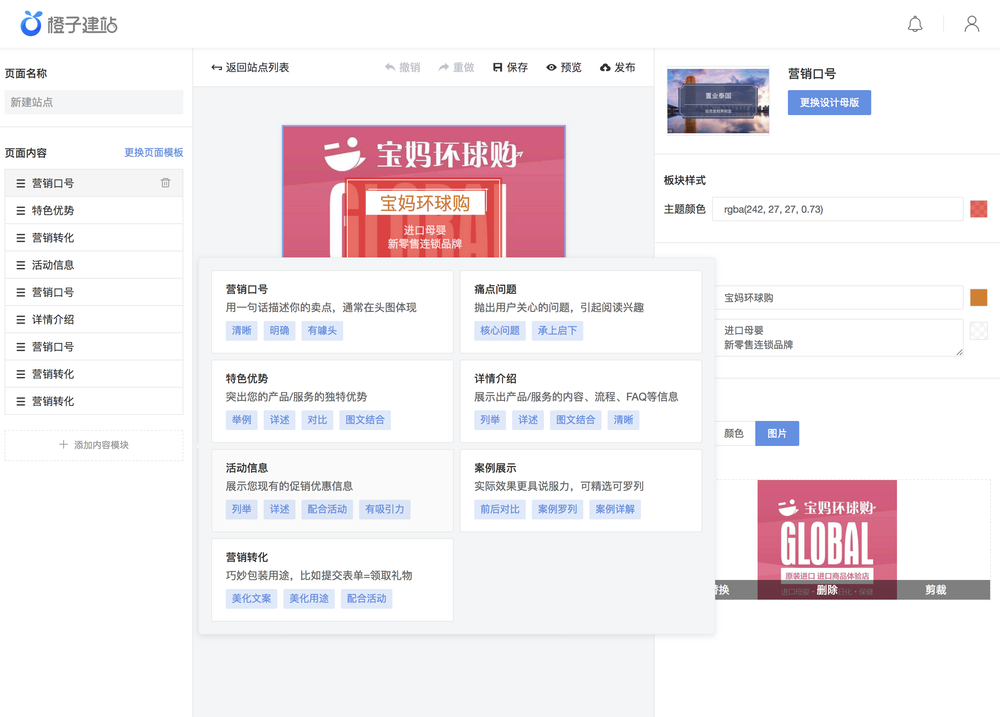 橙子建站
页面名称
新建站点
页面内容
更换页面模板
营销口号
特色优势
营销转化
活动信息
营销口号
详情介绍
营销口号
营销转化
营销转化
添加内容模块
返回站点列表
撤销
重做
保存
预览
发布
宝妈环球购
宝妈环球购
进口母婴
新零售连锁品牌
营销口号
用一句话描述你的卖点，通常在头图体现
清晰 明确 有噱头
痛点问题
抛出用户关心的问题，引起阅读兴趣
核心问题 承上启下
特色优势
突出您的产品/服务的独特优势
举例 详述 对比 图文结合
详情介绍
展示出产品/服务的内容、流程、FAQ等信息
列举 详述 图文结合 清晰
活动信息
展示您现有的促销优惠信息
列举 详述 配合活动 有吸引力
案例展示
实际效果更具说服力，可精选可罗列
前后对比 案例罗列 案例详解
营销转化
巧妙包装用途，比如提交表单=领取礼物
美化文案 美化用途 配合活动
置业泰国
投资度假两相宜
营销口号
更换设计母版
板块样式
主题颜色
rgba(242, 27, 27, 0.73)
宝妈环球购
进口母婴
新零售连锁品牌
颜色
图片
宝妈环球购
GLOBAL
原装进口 进口商品体验店
进口母婴·
日化·保健
替换
删除
剪裁